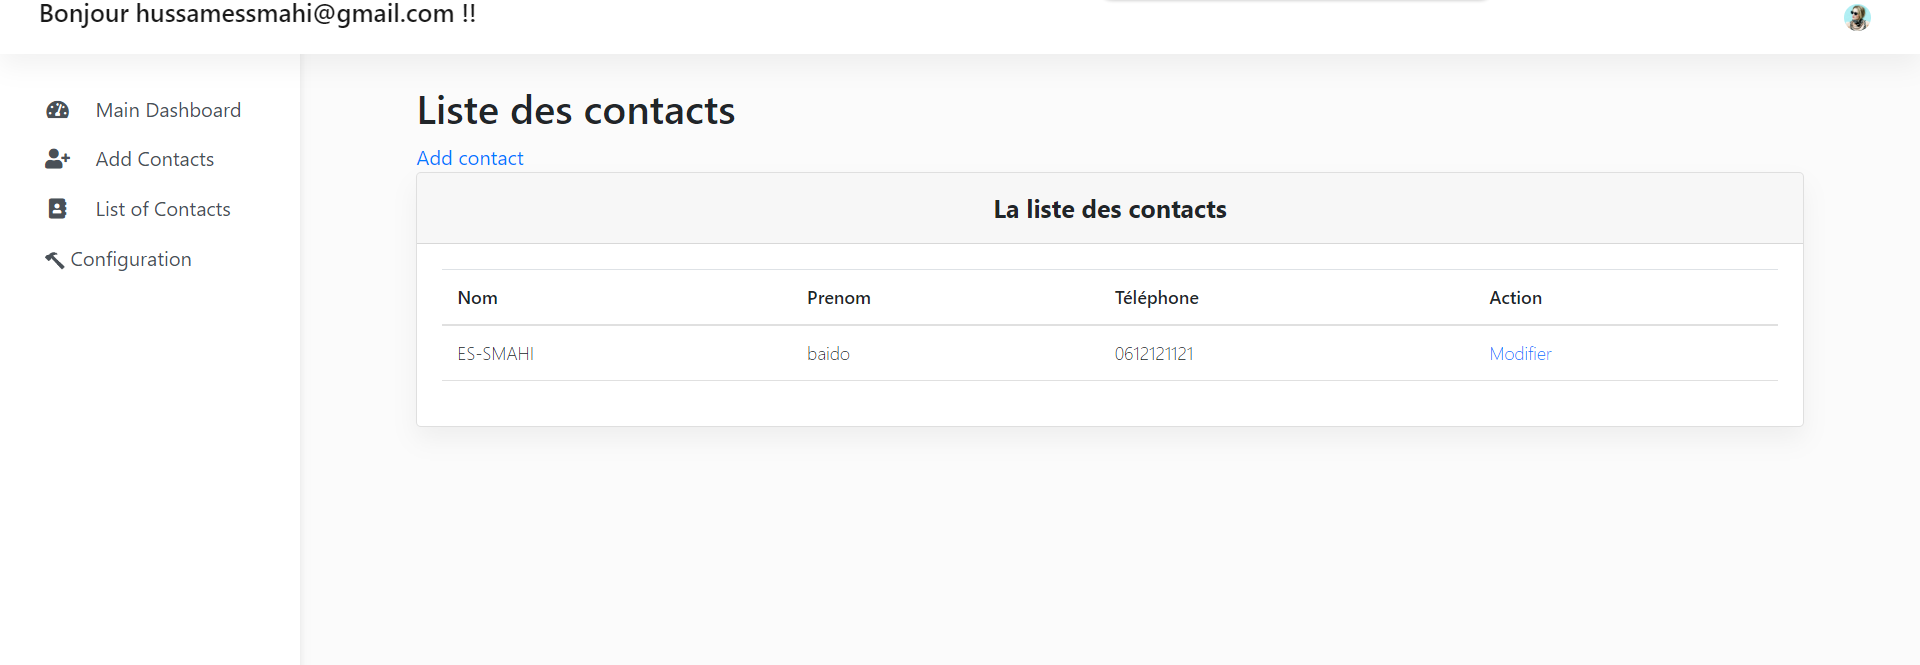 Bonjour hussamessmahi@gmail.com !!
Main Dashboard
Add Contacts
List of Contacts
Configuration
Liste des contacts
Add contact
La liste des contacts
Nom Prenom Téléphone Action
ES-SMAHI baido 0612121121 Modifier